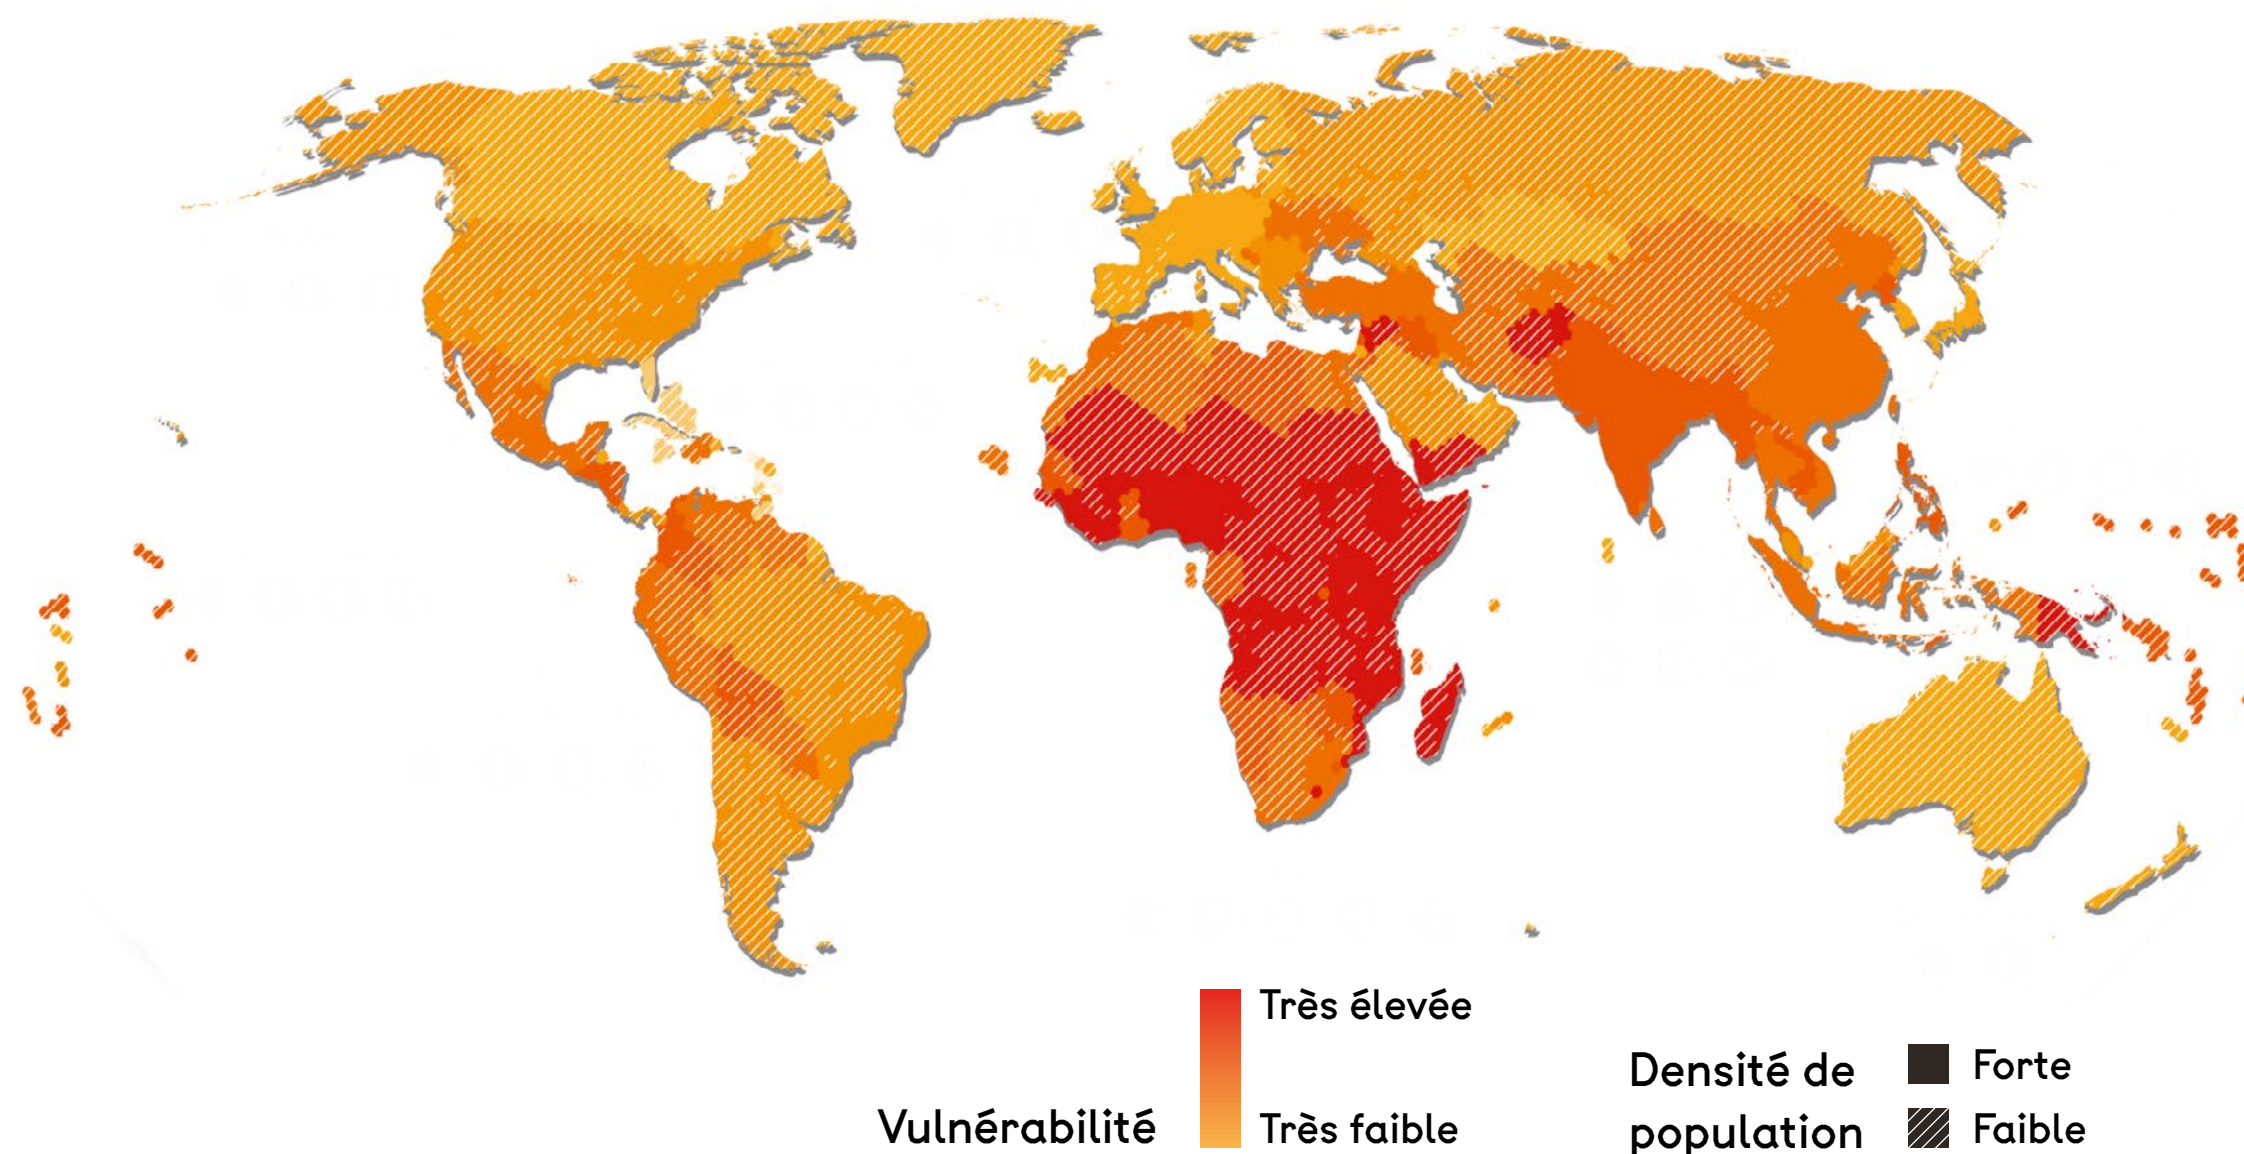 Vulnérabilité
Très élevée
Très faible
Densité de
population
Forte
Faible